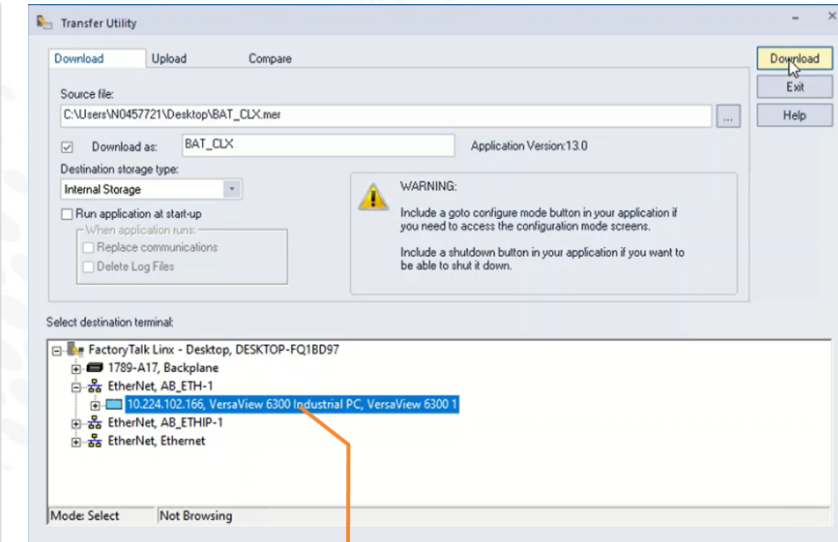 Transfer Utility
Download Upload Compare
Download
Source file:
Exit
C:\Users\N0457721\Desktop\BAT_CLX.mer ...
Help
Download as: BAT_CLX Application Version:13.0
Destination storage type:
Internal Storage
WARNING:
Run application at start-up
Include a goto configure mode button in your application if
you need to access the configuration mode screens.
When application runs:
Replace communications
Include a shutdown button in your application if you want to
be able to shut it down.
Delete Log Files
Select destination terminal:
FactoryTalk Linx - Desktop, DESKTOP-FQ1BD97
1789-A17, Backplane
EtherNet, AB_ETH-1
10.224.102.166, VersaView 6300 Industrial PC, VersaView 6300 1
EtherNet, AB_ETHIP-1
EtherNet, Ethernet
Mode: Select Not Browsing